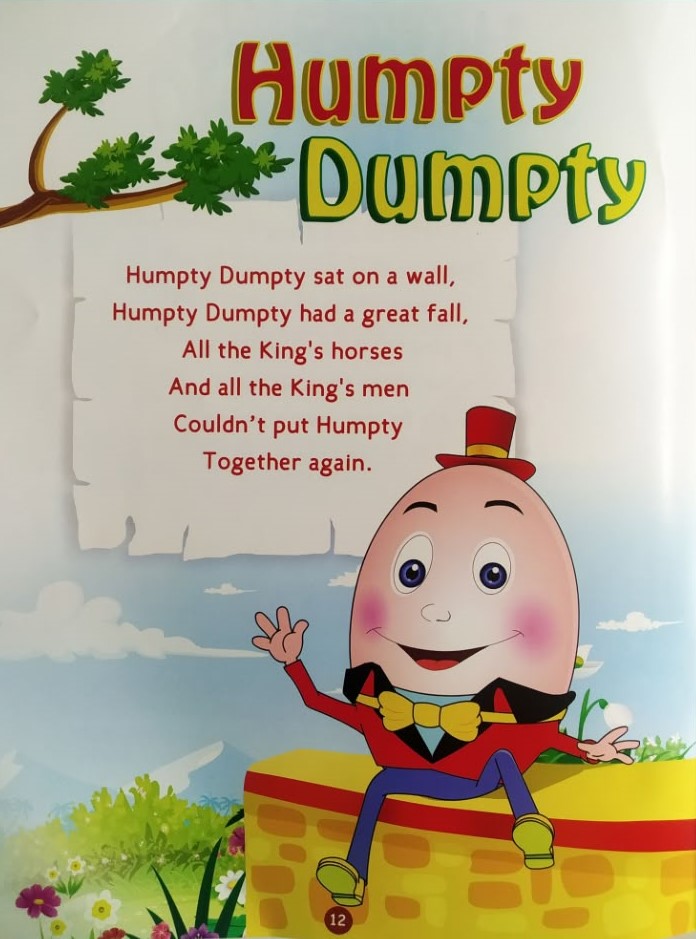 Humpty
Dumpty
Humpty Dumpty sat on a wall,
Humpty Dumpty had a great fall,
All the King's horses
And all the King's men
Couldn't put Humpty
Together again.
12